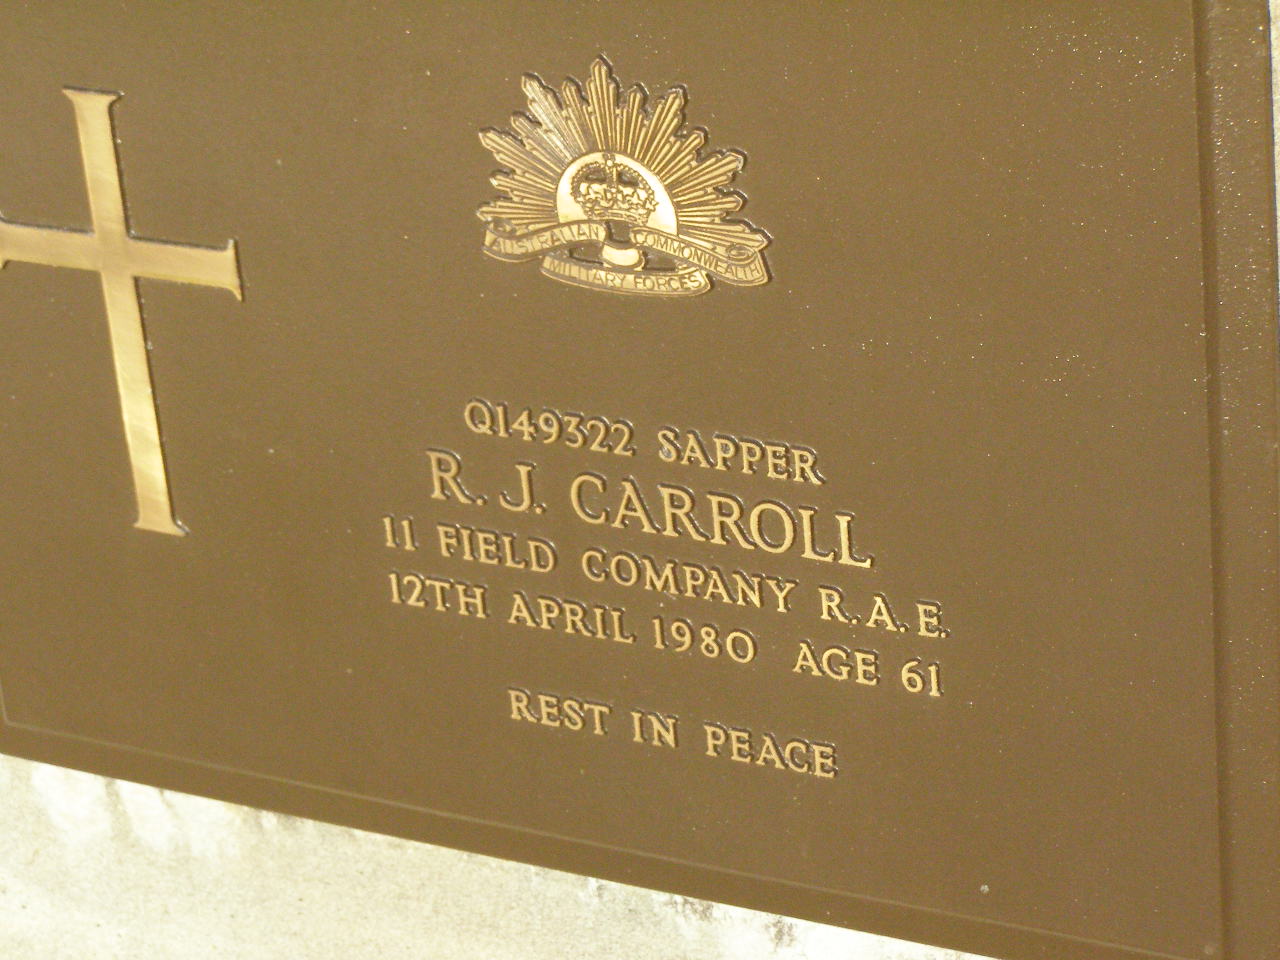 AUSTRALIAN COMMONWEALTH
MILITARY FORCES
Q149322 SAPPER
R. J. CARROLL
11 FIELD COMPANY R.A.E.
12TH APRIL 1980 AGE 61
REST IN PEACE